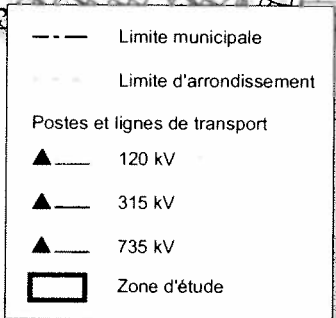 Limite municipale
Limite d'arrondissement
Postes et lignes de transport
120 kV
315 kV
735 kV
Zone d'étude